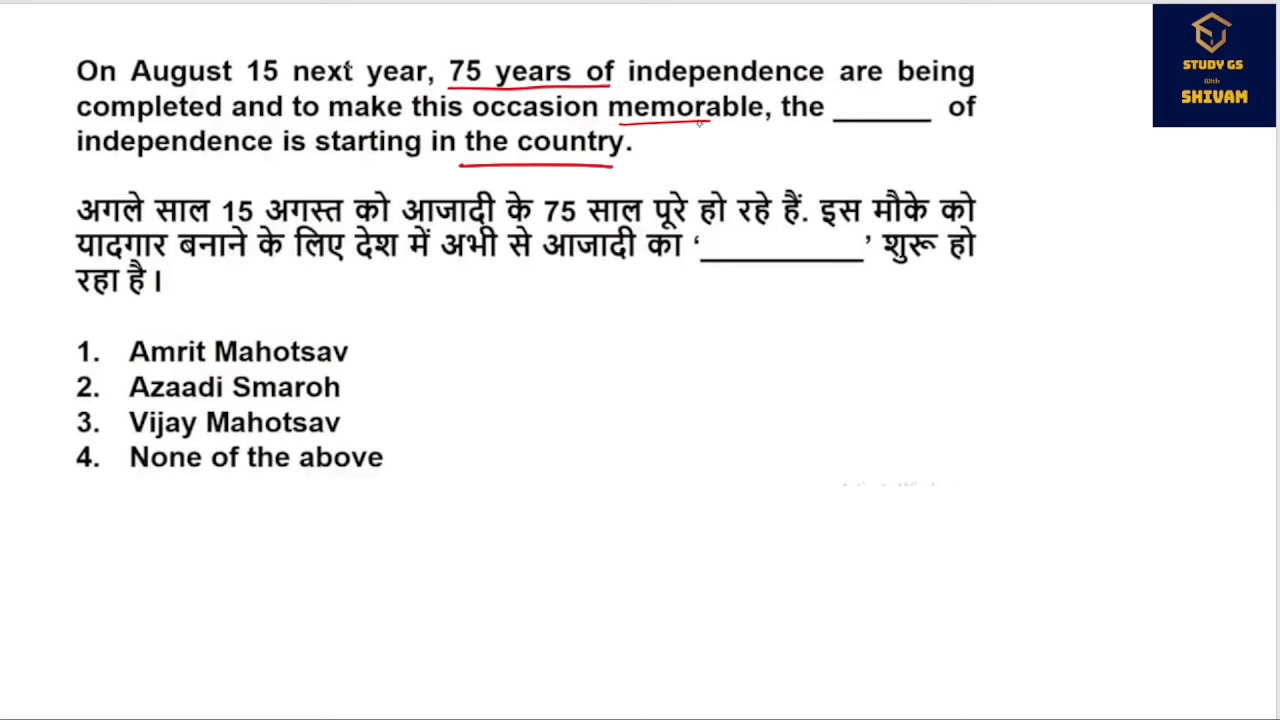 On August 15 next year, 75 years of independence are being
completed and to make this occasion memorable, the ______ of
independence is starting in the country.
अगले साल 15 अगस्त को आजादी के 75 साल पूरे हो रहे हैं. इस मौके को
यादगार बनाने के लिए देश में अभी से आजादी का ‘__________’ शुरू हो
रहा है।
1. Amrit Mahotsav
2. Azaadi Smaroh
3. Vijay Mahotsav
4. None of the above
STUDY GS
With
SHIVAM